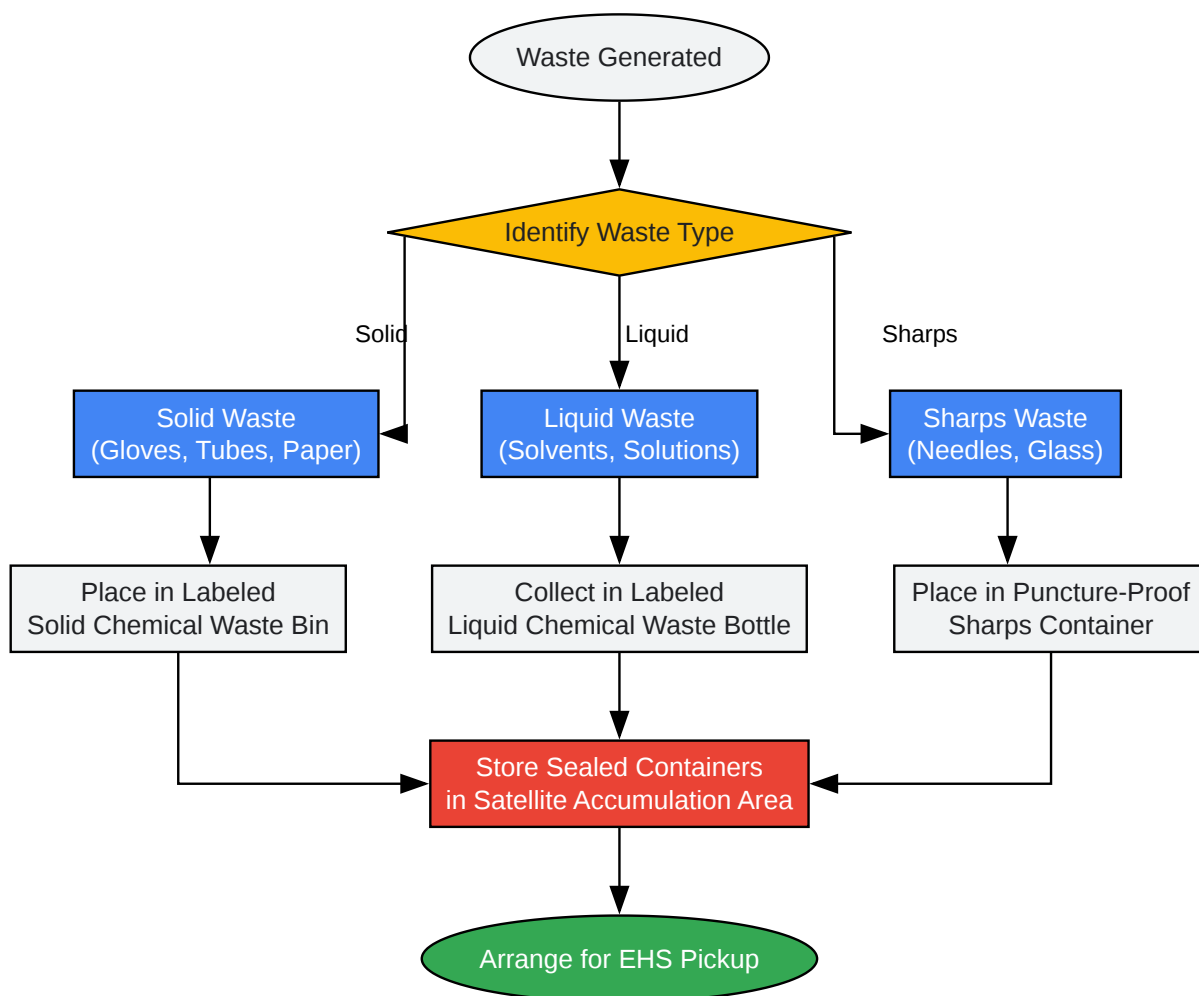 Waste Generated
Identify Waste Type
Solid
Liquid
Sharps
Solid Waste
(Gloves, Tubes, Paper)
Liquid Waste
(Solvents, Solutions)
Sharps Waste
(Needles, Glass)
Place in Labeled
Solid Chemical Waste Bin
Collect in Labeled
Liquid Chemical Waste Bottle
Place in Puncture-Proof
Sharps Container
Store Sealed Containers
in Satellite Accumulation Area
Arrange for EHS Pickup